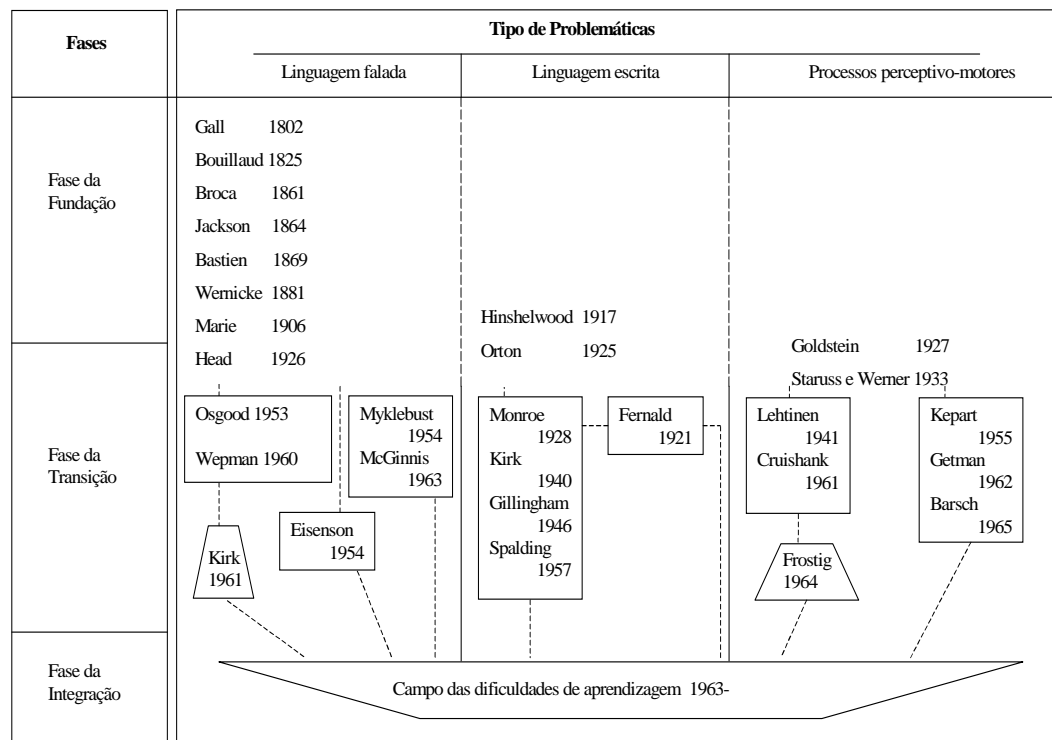 Fases
Tipo de Problemáticas
Linguagem falada
Linguagem escrita
Processos perceptivo-motores
Fase da
Fundação
Gall 1802
Bouillaud 1825
Broca 1861
Jackson 1864
Bastien 1869
Wernicke 1881
Marie 1906
Head 1926
Hinshelwood 1917
Orton 1925
Goldstein 1927
Staruss e Werner 1933
Fase da
Transição
Osgood 1953
Wepman 1960
Kirk
1961
Eisenson
1954
Myklebust
1954
McGinnis
1963
Monroe
1928
Kirk
1940
Gillingham
1946
Spalding
1957
Fernald
1921
Lehtinen
1941
Cruishank
1961
Frostig
1964
Kepart
1955
Getman
1962
Barsch
1965
Fase da
Integração
Campo das dificuldades de aprendizagem 1963-